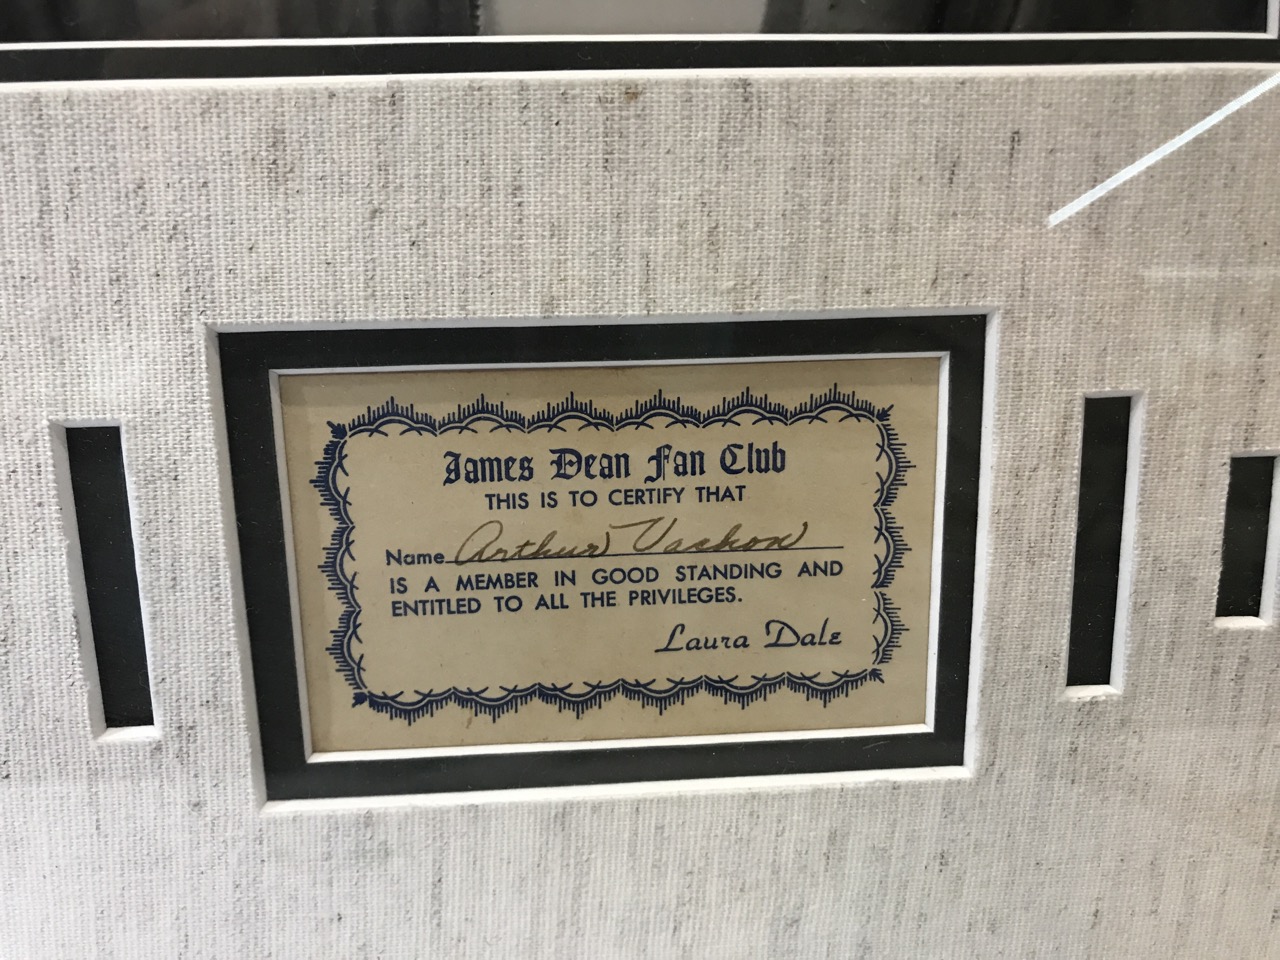 James Dean Fan Club
THIS IS TO CERTIFY THAT
Name Arthur Vachon
IS A MEMBER IN GOOD STANDING AND
ENTITLED TO ALL THE PRIVILEGES.
Laura Dale